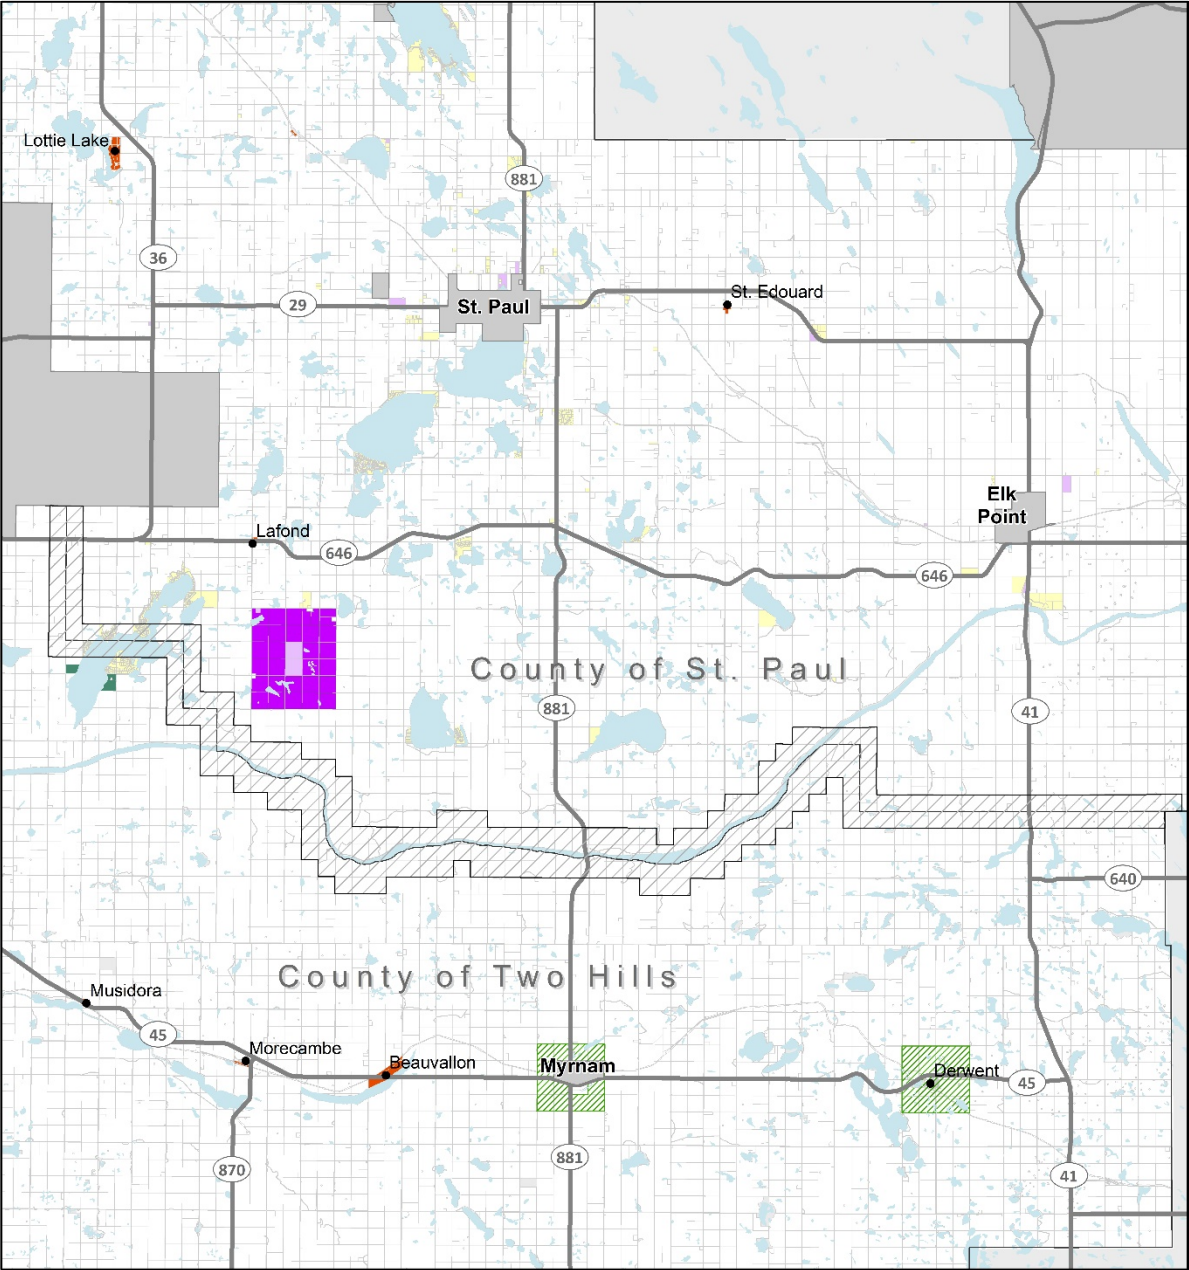 Lottie Lake
881
36
29
St. Paul
St. Edouard
Elk
Point
Lafond
646
646
County of St. Paul
881
41
640
County of Two Hills
Musidora
45
Morecambe
Beauvallon
Myrnam
Derwent
45
870
881
41